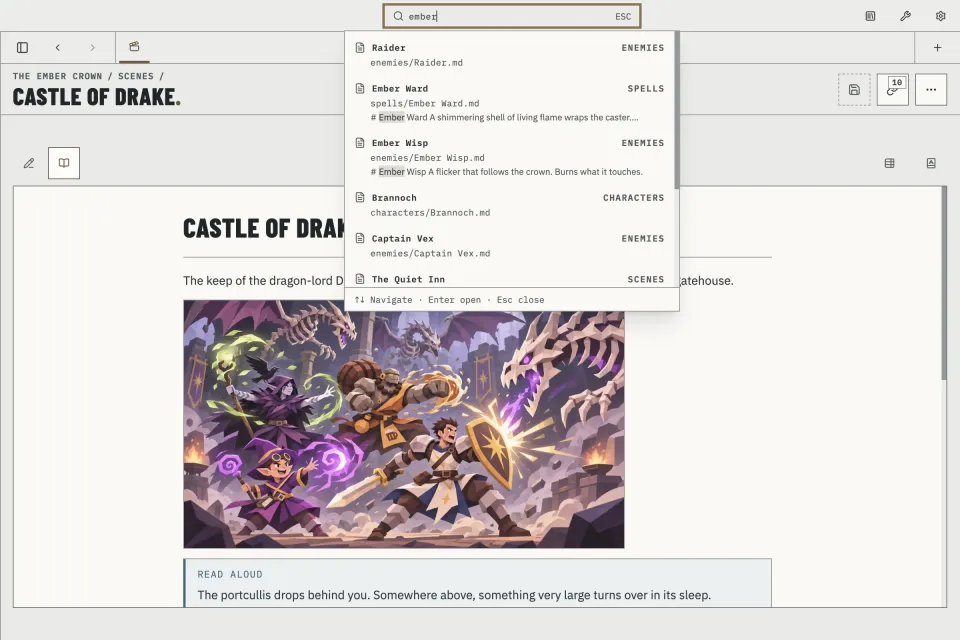 ember ESC
THE EMBER CROWN / SCENES /
CASTLE OF DRAKE.
10
Raider ENEMIES
enemies/Raider.md
Ember Ward SPELLS
spells/Ember Ward.md
# Ember Ward A shimmering shell of living flame wraps the caster....
Ember Wisp ENEMIES
enemies/Ember Wisp.md
# Ember Wisp A flicker that follows the crown. Burns what it touches.
Brannoch CHARACTERS
characters/Brannoch.md
Captain Vex ENEMIES
enemies/Captain Vex.md
The Quiet Inn SCENES
↑↓ Navigate · Enter open · Esc close
CASTLE OF DRAK
The keep of the dragon-lord D atehouse.
READ ALOUD
The portcullis drops behind you. Somewhere above, something very large turns over in its sleep.